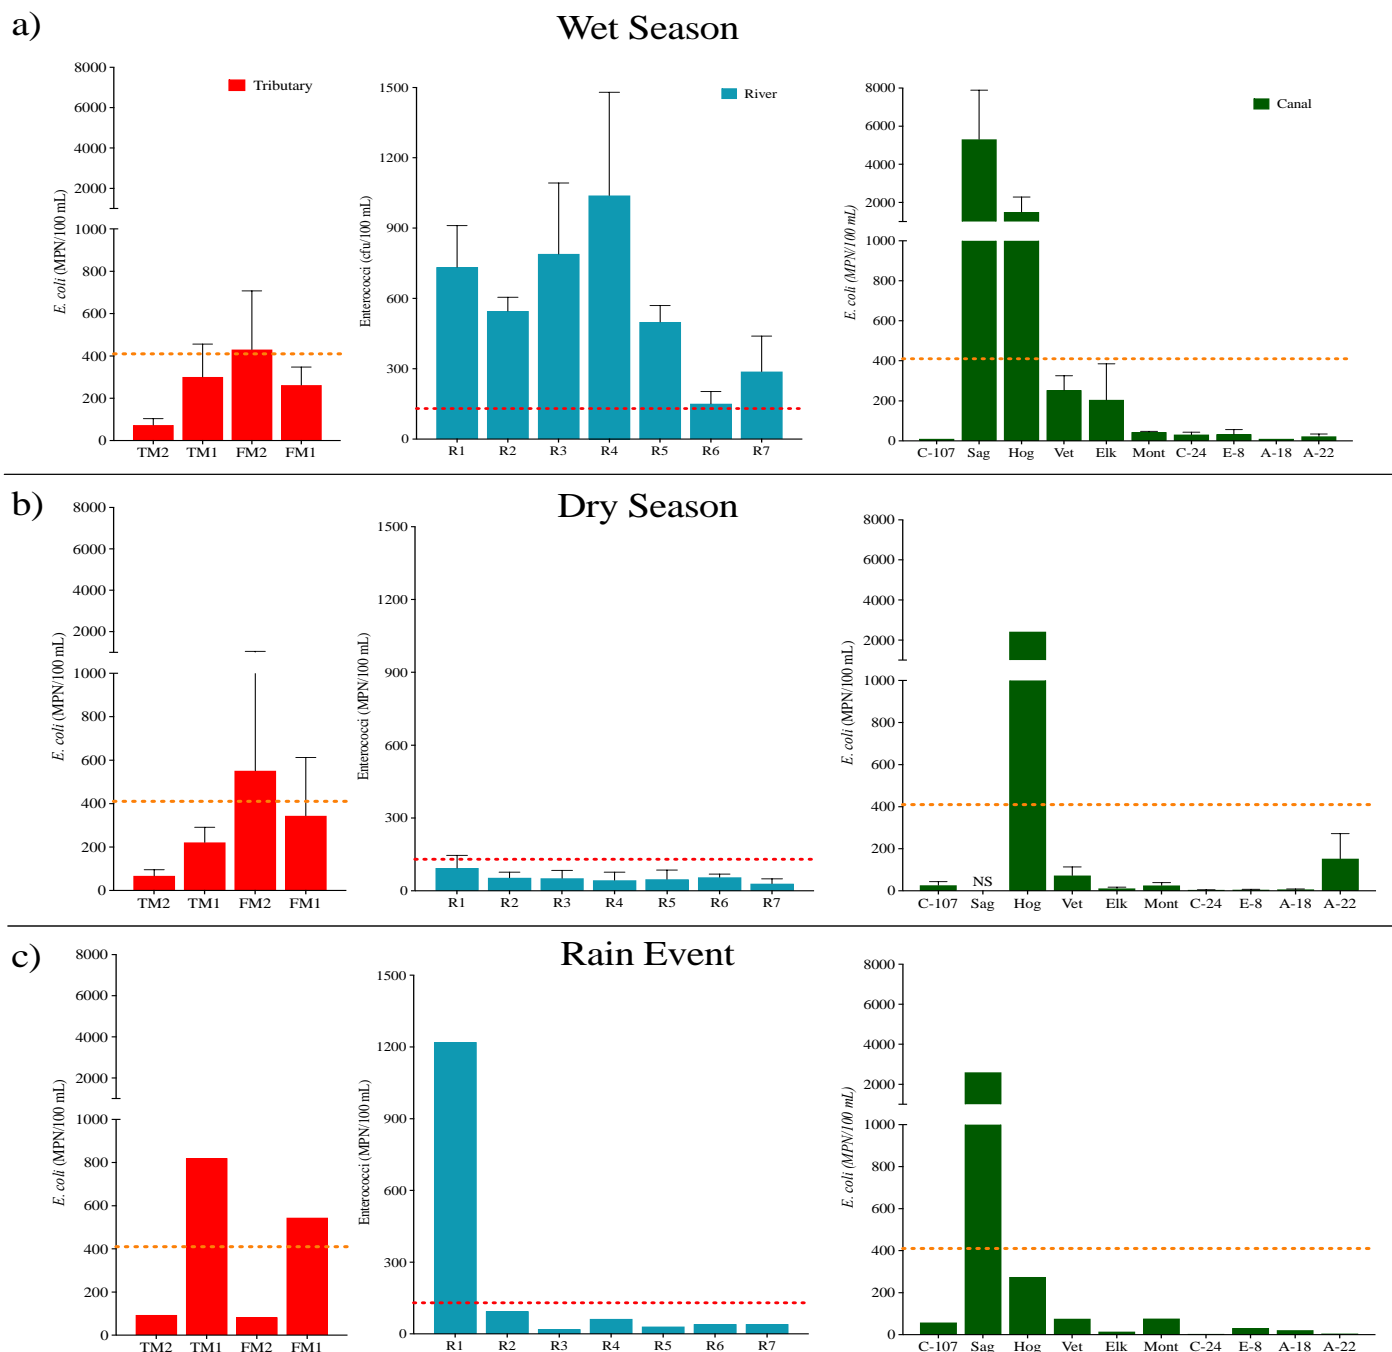 a)
Wet Season
8000
6000
4000
2000
1000
800
600
400
200
0
E. coli (MPN/100 mL)
Tributary
TM2 TM1 FM2 FM1
1500
1200
900
600
300
0
Enterococci (cfu/100 mL)
River
R1 R2 R3 R4 R5 R6 R7
8000
6000
4000
2000
1000
800
600
400
200
0
E. coli (MPN/100 mL)
Canal
C-107 Sag Hog Vet Elk Mont C-24 E-8 A-18 A-22
b)
Dry Season
8000
6000
4000
2000
1000
800
600
400
200
0
E. coli (MPN/100 mL)
TM2 TM1 FM2 FM1
1500
1200
900
600
300
0
Enterococci (MPN/100 mL)
R1 R2 R3 R4 R5 R6 R7
8000
6000
4000
2000
1000
800
600
400
200
0
E. coli (MPN/100 mL)
NS
C-107 Sag Hog Vet Elk Mont C-24 E-8 A-18 A-22
c)
Rain Event
8000
6000
4000
2000
1000
800
600
400
200
0
E. coli (MPN/100 mL)
TM2 TM1 FM2 FM1
1500
1200
900
600
300
0
Enterococci (MPN/100 mL)
R1 R2 R3 R4 R5 R6 R7
8000
6000
4000
2000
1000
800
600
400
200
0
E. coli (MPN/100 mL)
C-107 Sag Hog Vet Elk Mont C-24 E-8 A-18 A-22